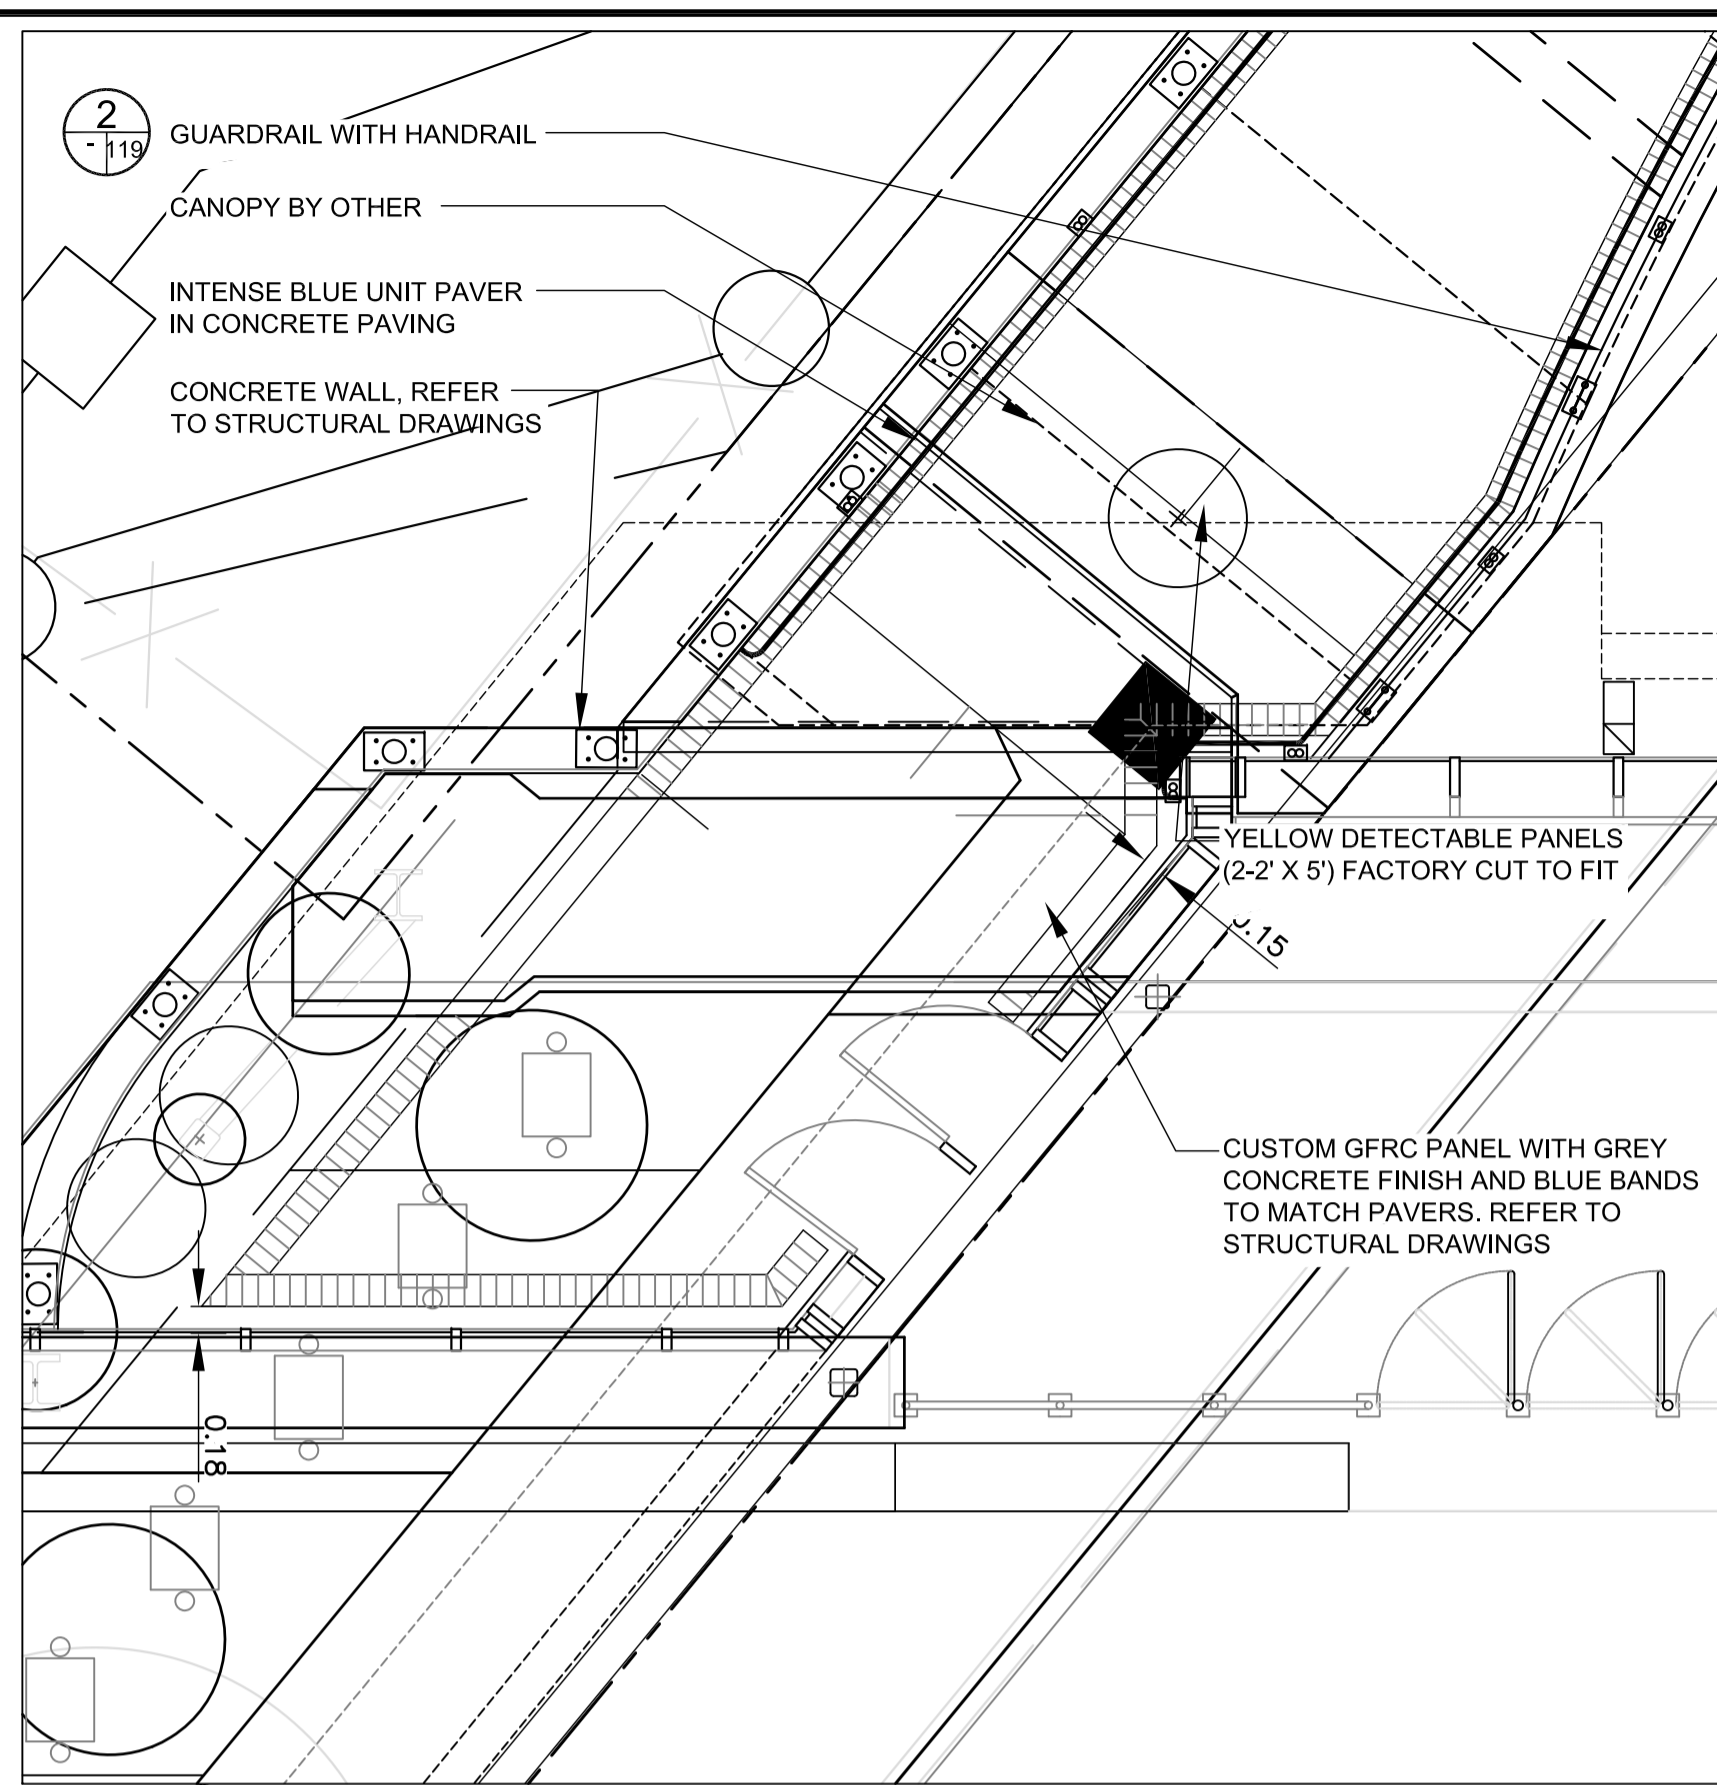 2
- 119
GUARDRAIL WITH HANDRAIL
CANOPY BY OTHER
INTENSE BLUE UNIT PAVER
IN CONCRETE PAVING
CONCRETE WALL, REFER
TO STRUCTURAL DRAWINGS
YELLOW DETECTABLE PANELS
(2-2' X 5') FACTORY CUT TO FIT
0.15
CUSTOM GFRC PANEL WITH GREY
CONCRETE FINISH AND BLUE BANDS
TO MATCH PAVERS. REFER TO
STRUCTURAL DRAWINGS
0.18